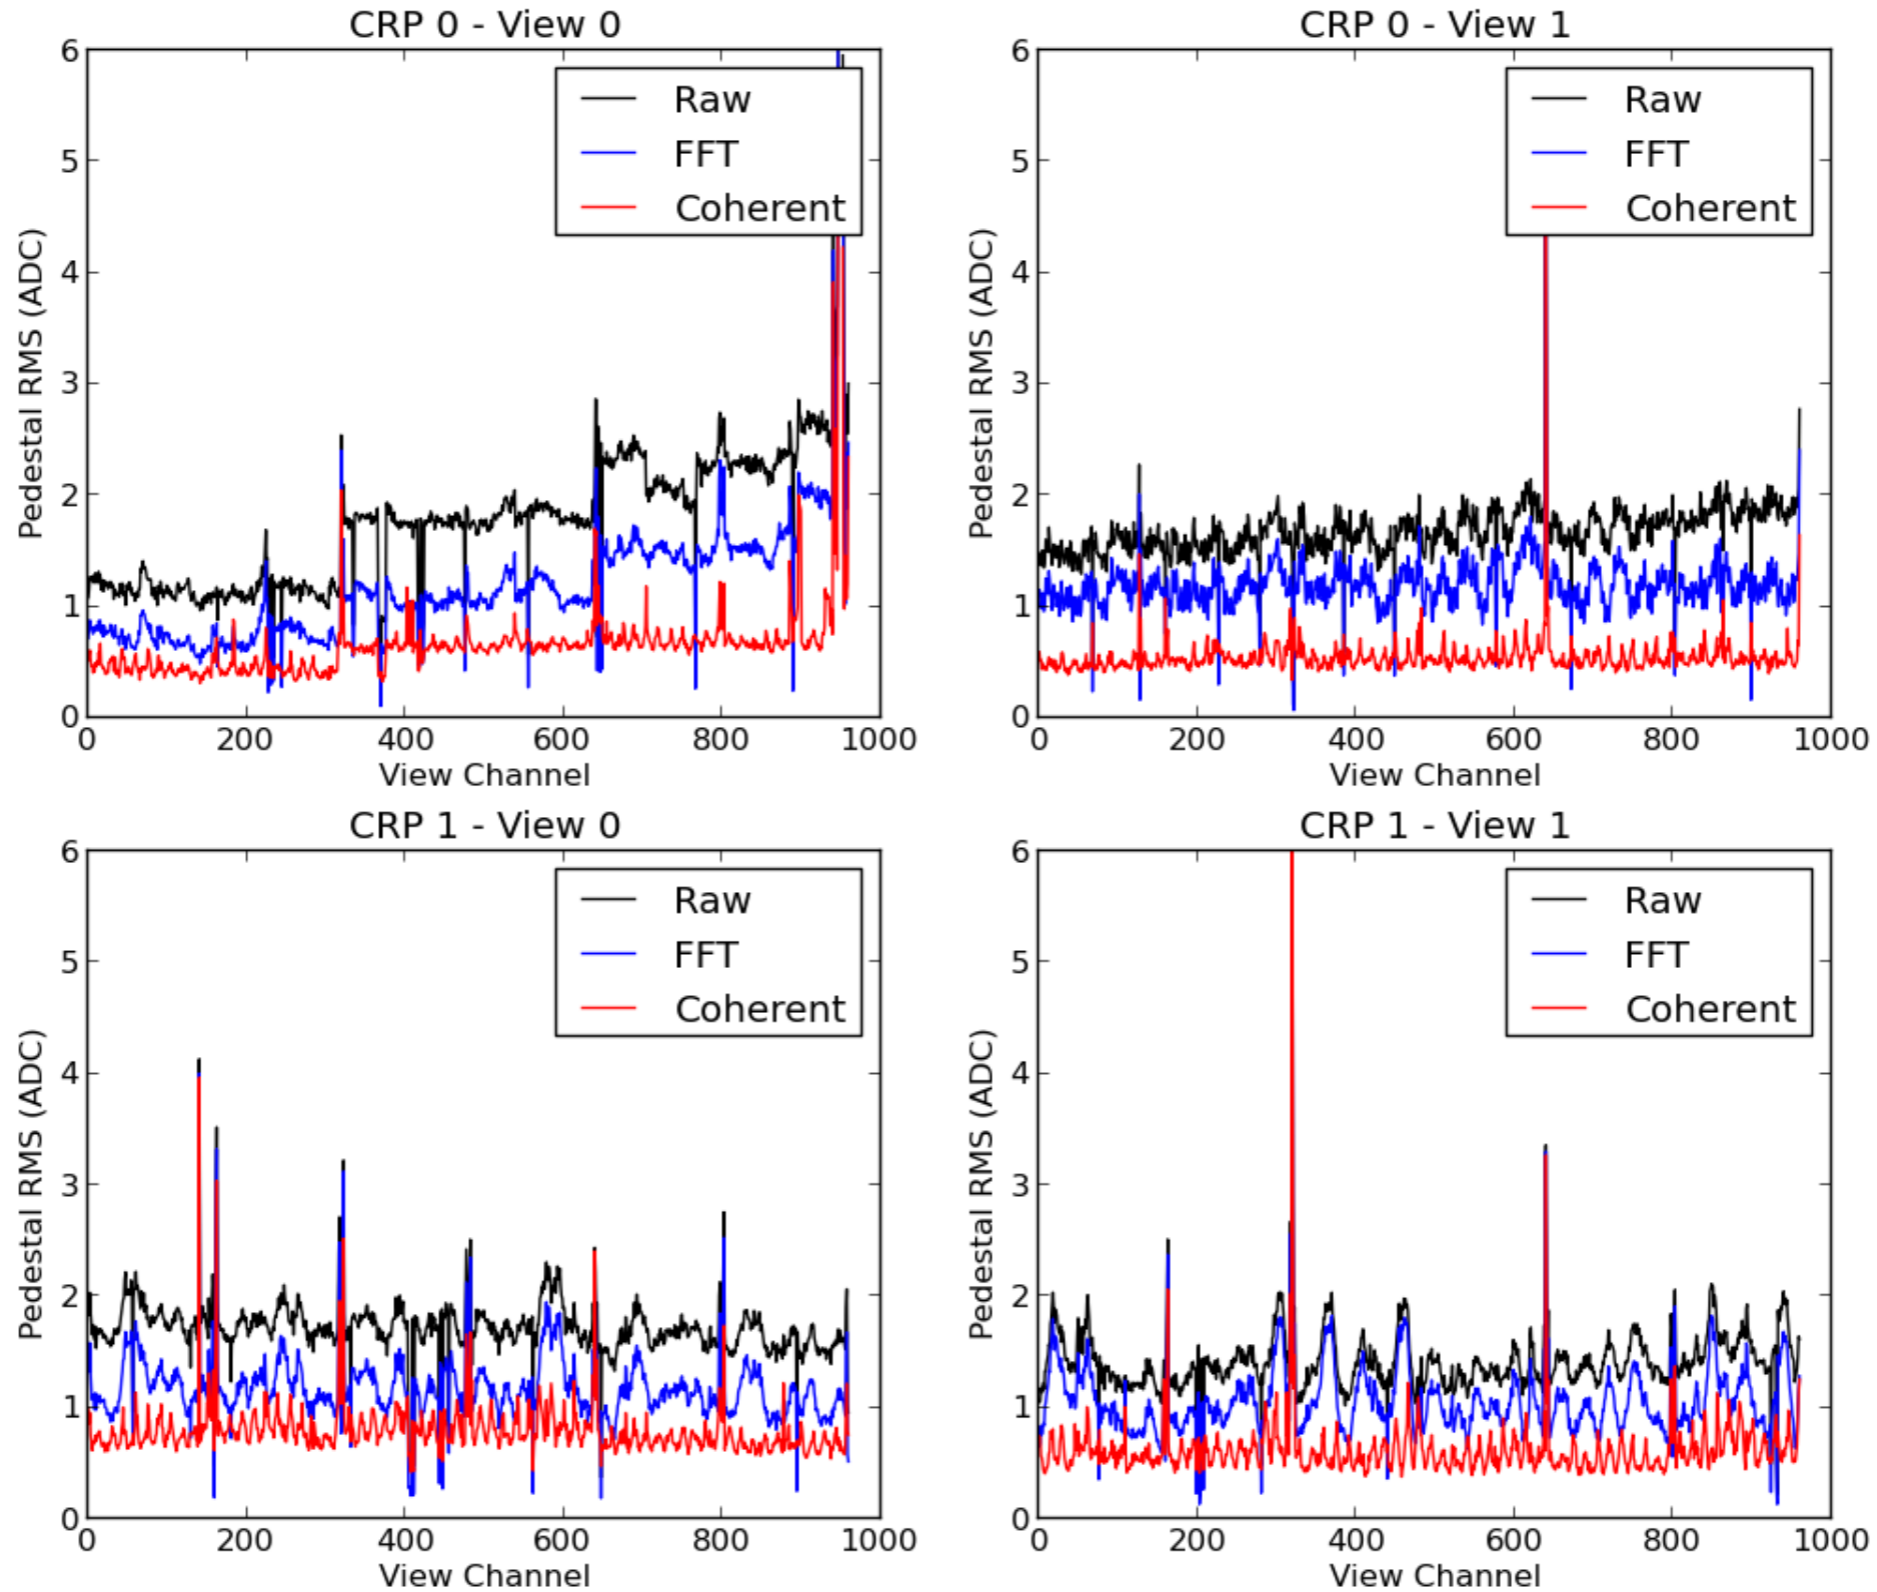 CRP 0 - View 0
Raw
FFT
Coherent
Pedestal RMS (ADC)
6
5
4
3
2
1
0
0 200 400 600 800 1000
View Channel
CRP 0 - View 1
Raw
FFT
Coherent
Pedestal RMS (ADC)
6
5
4
3
2
1
0
0 200 400 600 800 1000
View Channel
CRP 1 - View 0
Raw
FFT
Coherent
Pedestal RMS (ADC)
6
5
4
3
2
1
0
0 200 400 600 800 1000
View Channel
CRP 1 - View 1
Raw
FFT
Coherent
Pedestal RMS (ADC)
6
5
4
3
2
1
0
0 200 400 600 800 1000
View Channel